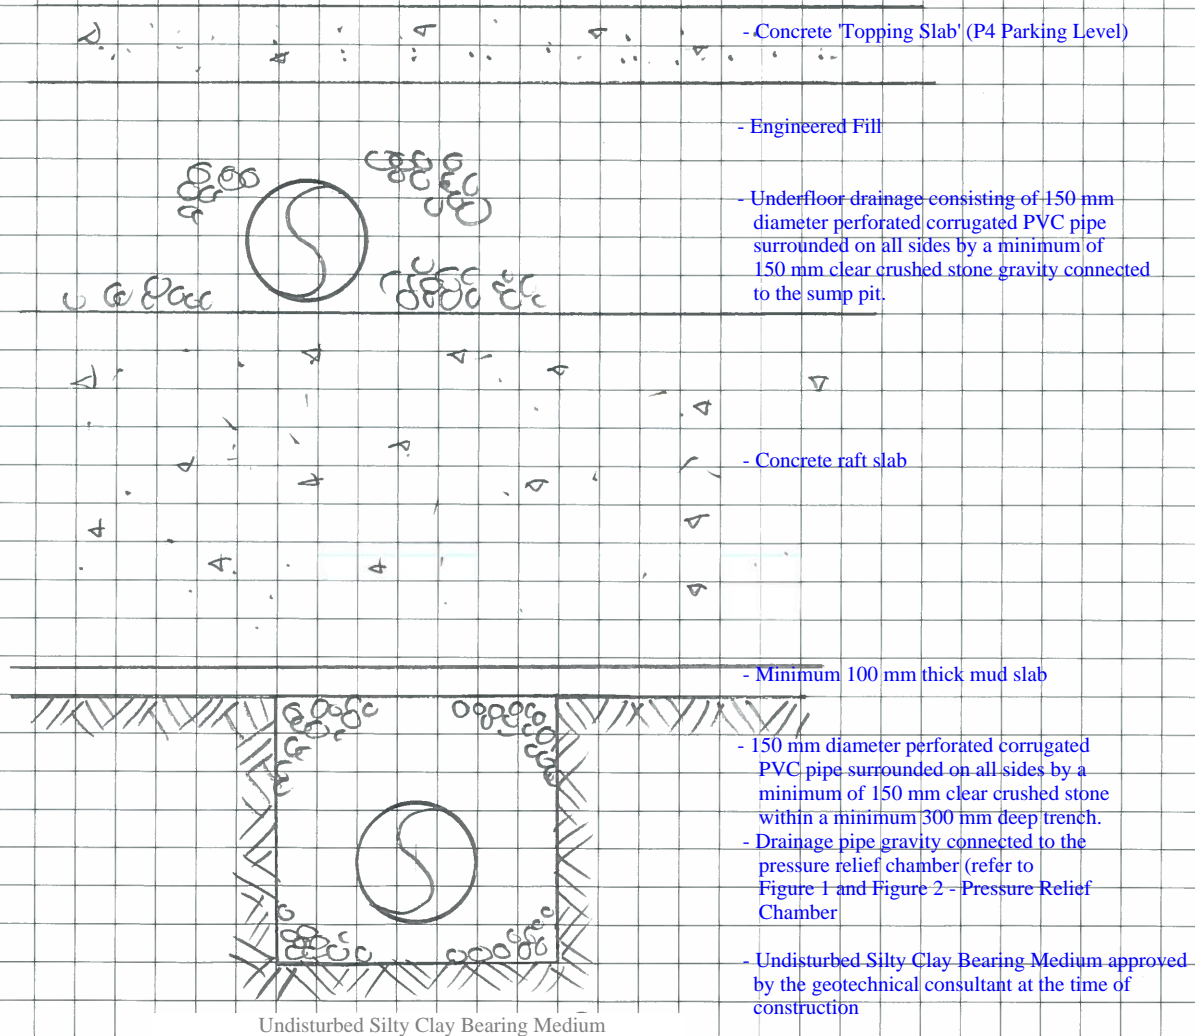 - Concrete 'Topping Slab' (P4 Parking Level)
- Engineered Fill
- Underfloor drainage consisting of 150 mm
diameter perforated corrugated PVC pipe
surrounded on all sides by a minimum of
150 mm clear crushed stone gravity connected
to the sump pit.
- Concrete raft slab
- Minimum 100 mm thick mud slab
- 150 mm diameter perforated corrugated
PVC pipe surrounded on all sides by a
minimum of 150 mm clear crushed stone
within a minimum 300 mm deep trench.
- Drainage pipe gravity connected to the
pressure relief chamber (refer to
Figure 1 and Figure 2 - Pressure Relief
Chamber
- Undisturbed Silty Clay Bearing Medium approved
by the geotechnical consultant at the time of
construction
Undisturbed Silty Clay Bearing Medium